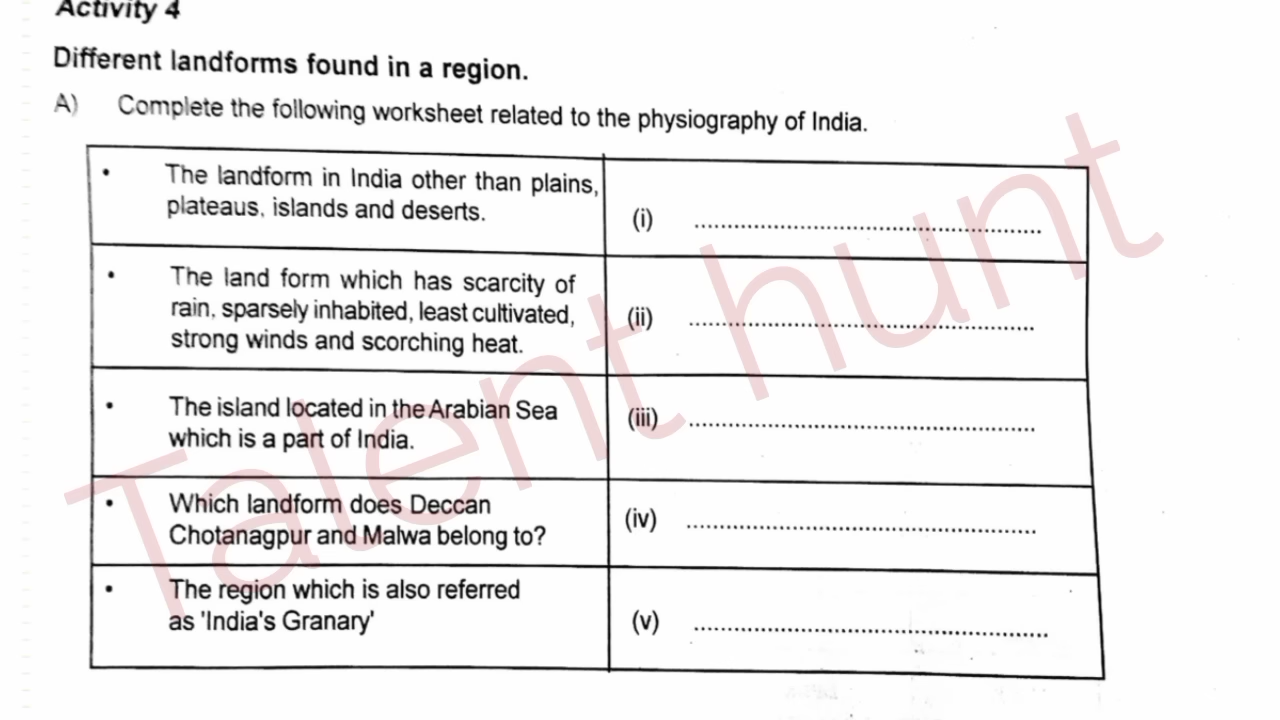 Activity 4
Different landforms found in a region.
A) Complete the following worksheet related to the physiography of India.
• The landform in India other than plains,
plateaus, islands and deserts.
(i) ..................................................
• The land form which has scarcity of
rain, sparsely inhabited, least cultivated,
strong winds and scorching heat.
(ii) ..................................................
• The island located in the Arabian Sea
which is a part of India.
(iii) ..................................................
• Which landform does Deccan
Chotanagpur and Malwa belong to?
(iv) ..................................................
• The region which is also referred
as 'India's Granary'
(v) ..................................................
Talent hunt